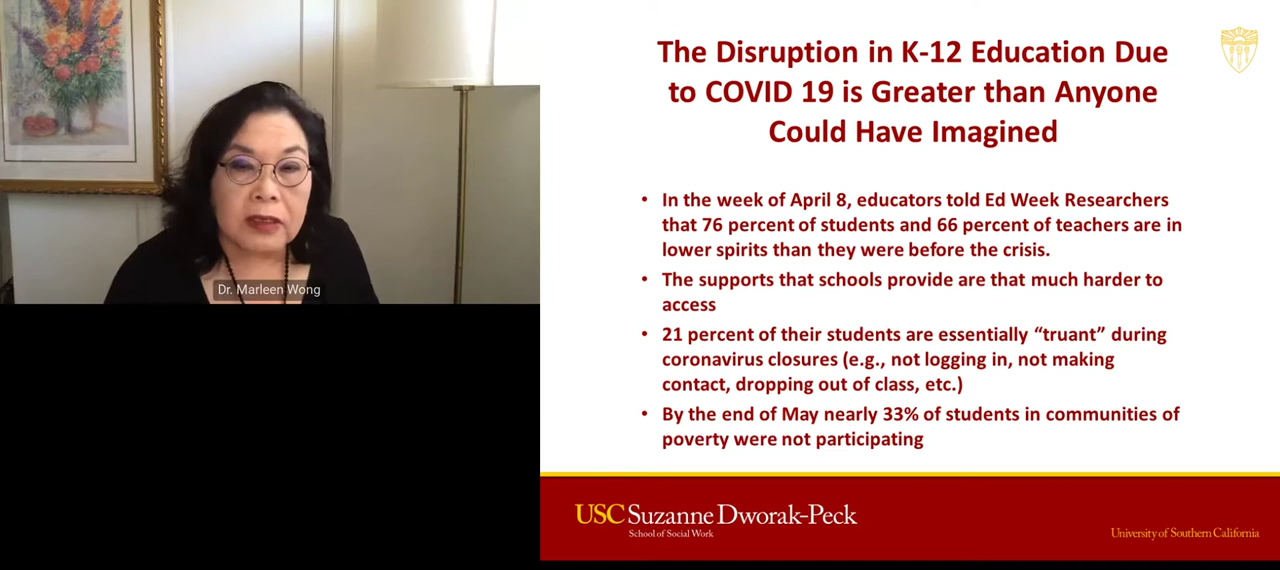 Dr. Marleen Wong
The Disruption in K-12 Education Due
to COVID 19 is Greater than Anyone
Could Have Imagined
• In the week of April 8, educators told Ed Week Researchers
that 76 percent of students and 66 percent of teachers are in
lower spirits than they were before the crisis.
• The supports that schools provide are that much harder to
access
• 21 percent of their students are essentially “truant” during
coronavirus closures (e.g., not logging in, not making
contact, dropping out of class, etc.)
• By the end of May nearly 33% of students in communities of
poverty were not participating
USC Suzanne Dworak-Peck
School of Social Work
University of Southern California